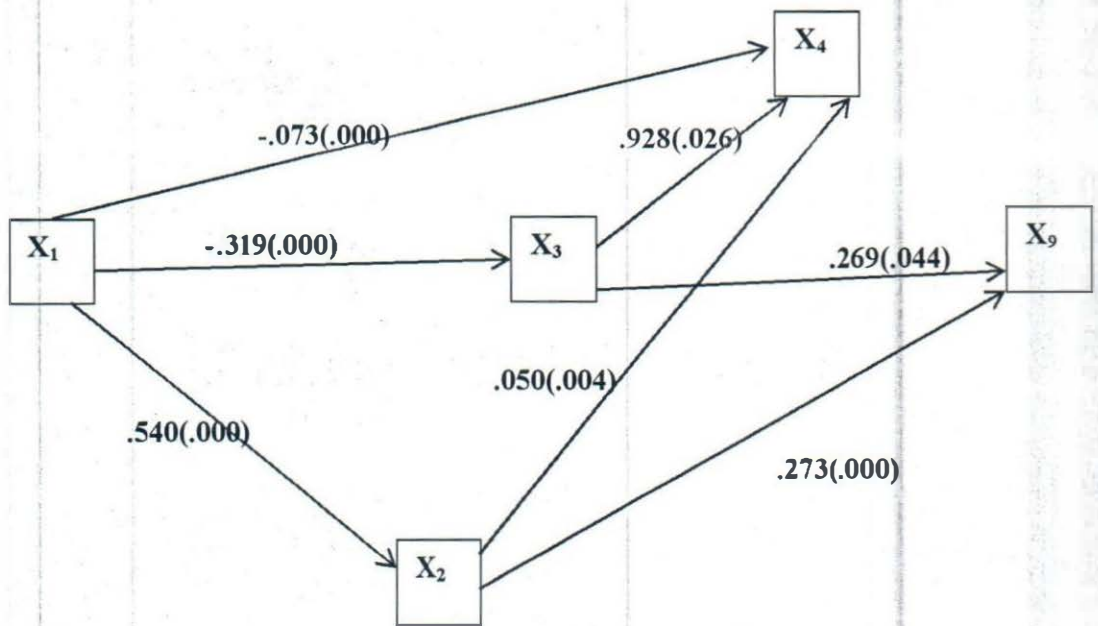 X₄
-.073(.000)
.928(.026)
X₁
-.319(.000)
X₃
.269(.044)
X₉
.050(.004)
.540(.000)
.273(.000)
X₂